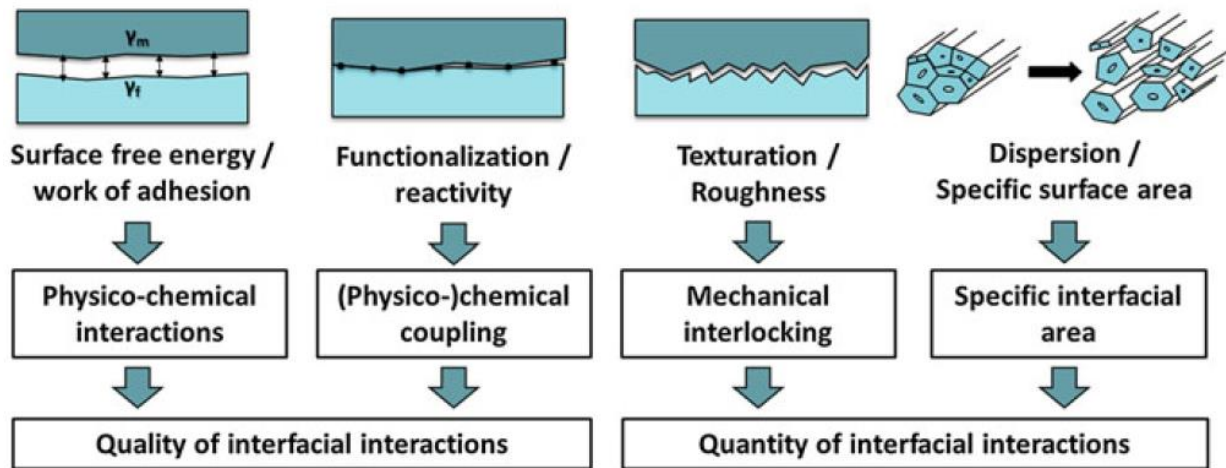 γm
γf
Surface free energy /
work of adhesion
Functionalization /
reactivity
Texturation /
Roughness
Dispersion /
Specific surface area
Physico-chemical
interactions
(Physico-)chemical
coupling
Mechanical
interlocking
Specific interfacial
area
Quality of interfacial interactions
Quantity of interfacial interactions